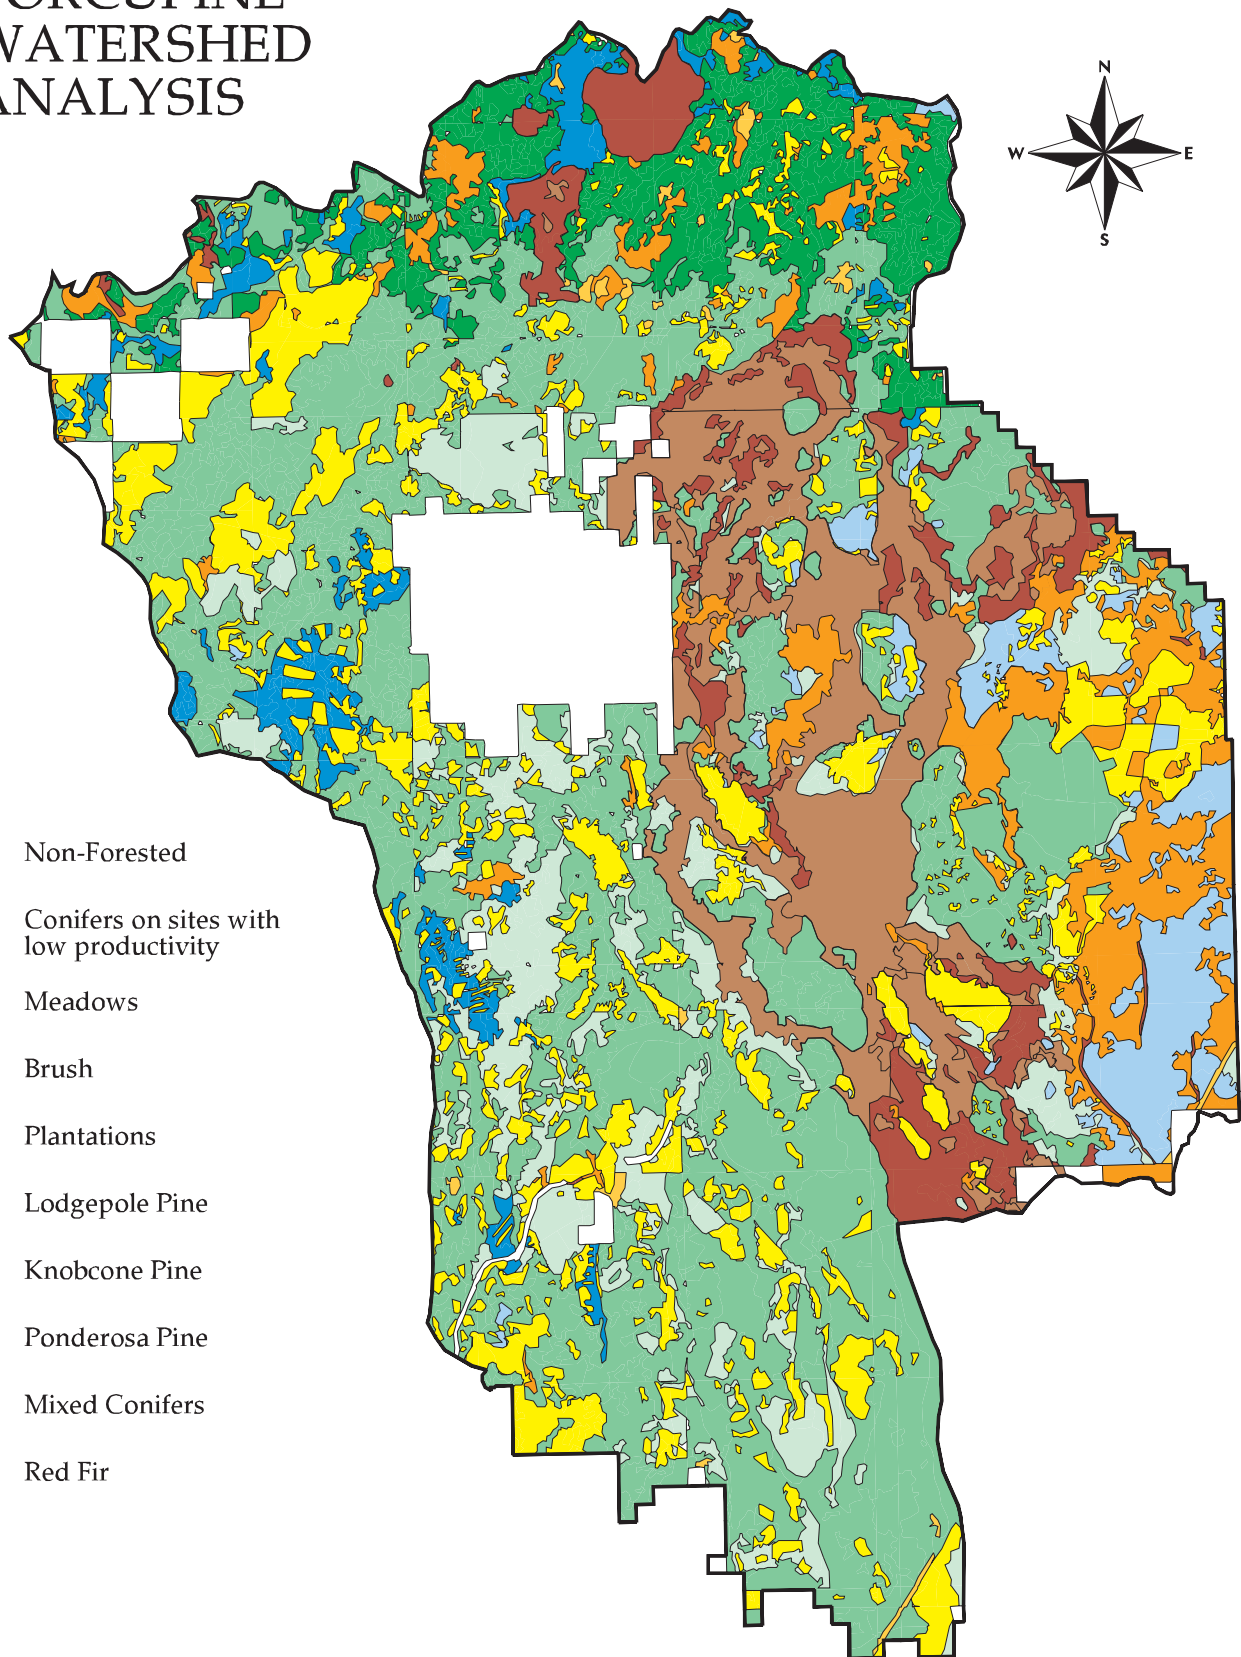 ORCUPINE
WATERSHED
ANALYSIS
N
W E
S
Non-Forested
Conifers on sites with
low productivity
Meadows
Brush
Plantations
Lodgepole Pine
Knobcone Pine
Ponderosa Pine
Mixed Conifers
Red Fir